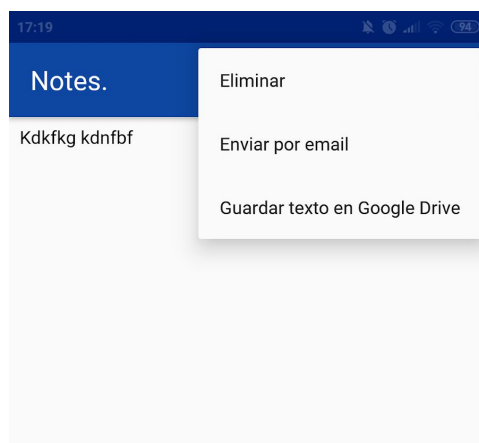 17:19
94
Notes.
Eliminar
Kdkfkg kdnfbf
Enviar por email
Guardar texto en Google Drive